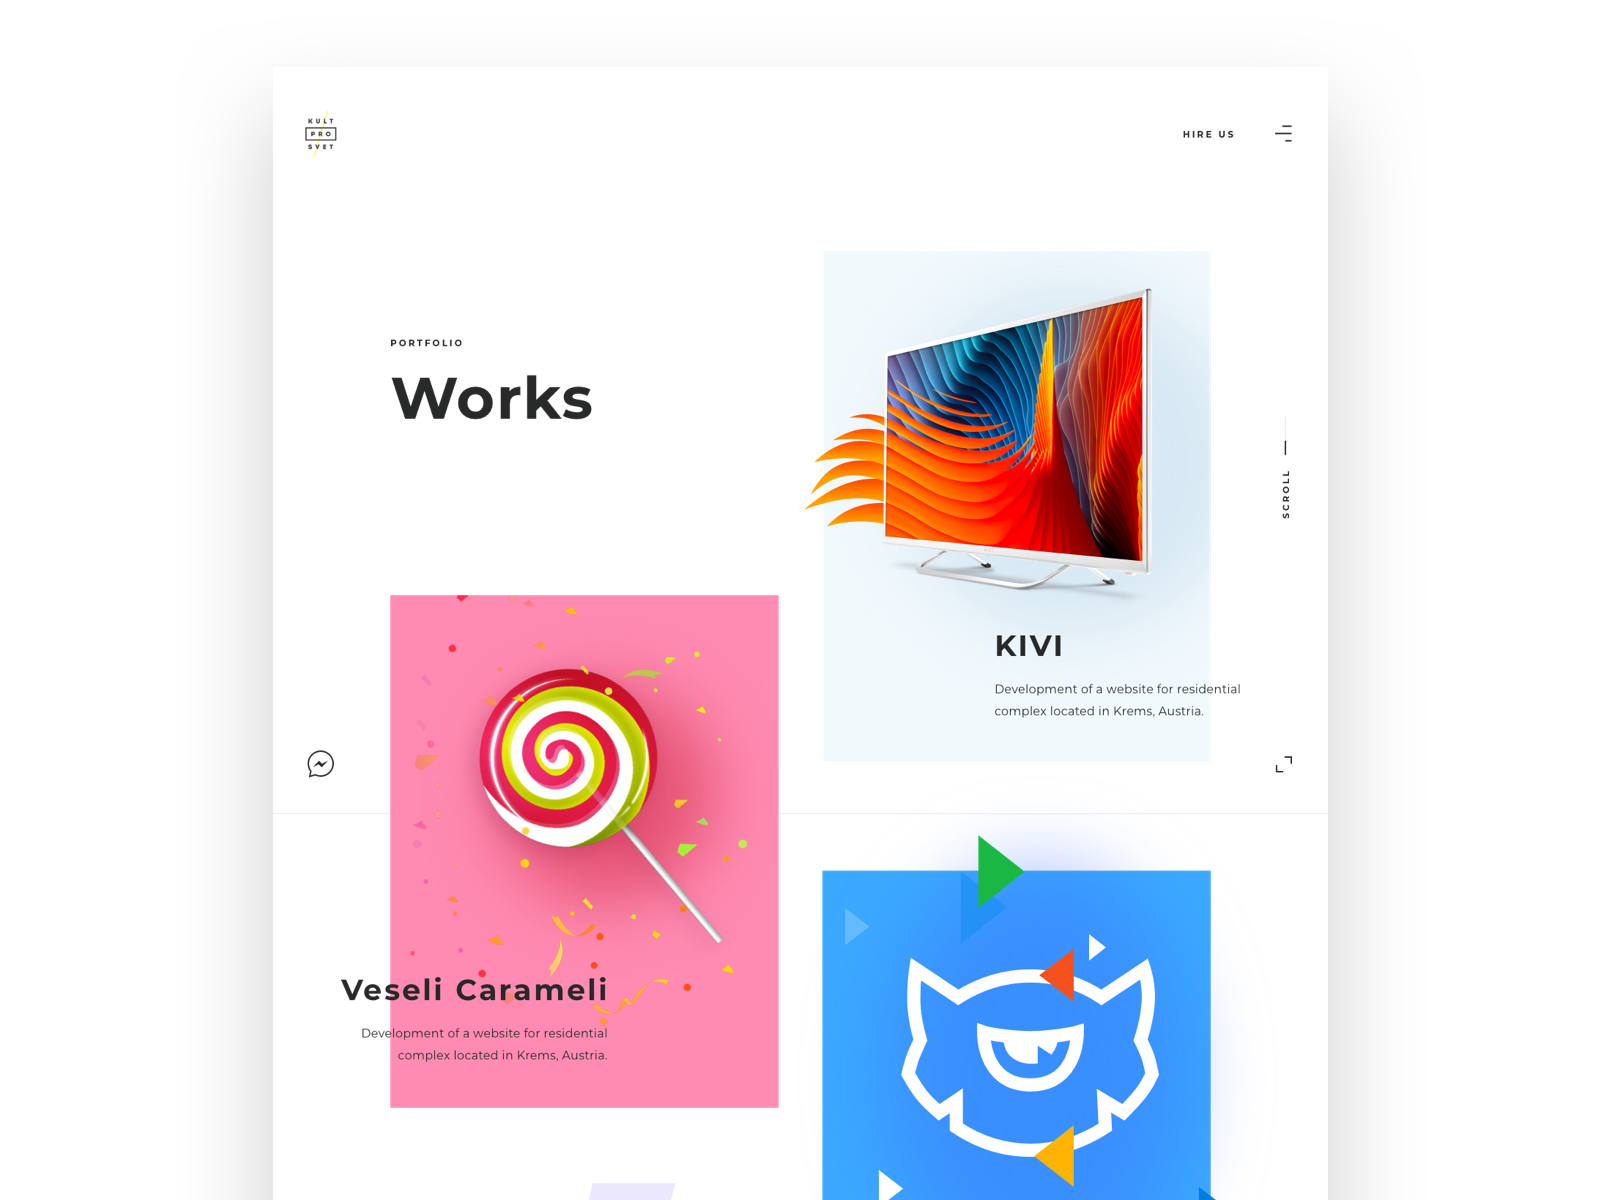 KULT
PRO
SVET
HIRE US
PORTFOLIO
Works
SCROLL
KIVI
Development of a website for residential
complex located in Krems, Austria.
Veseli Carameli
Development of a website for residential
complex located in Krems, Austria.